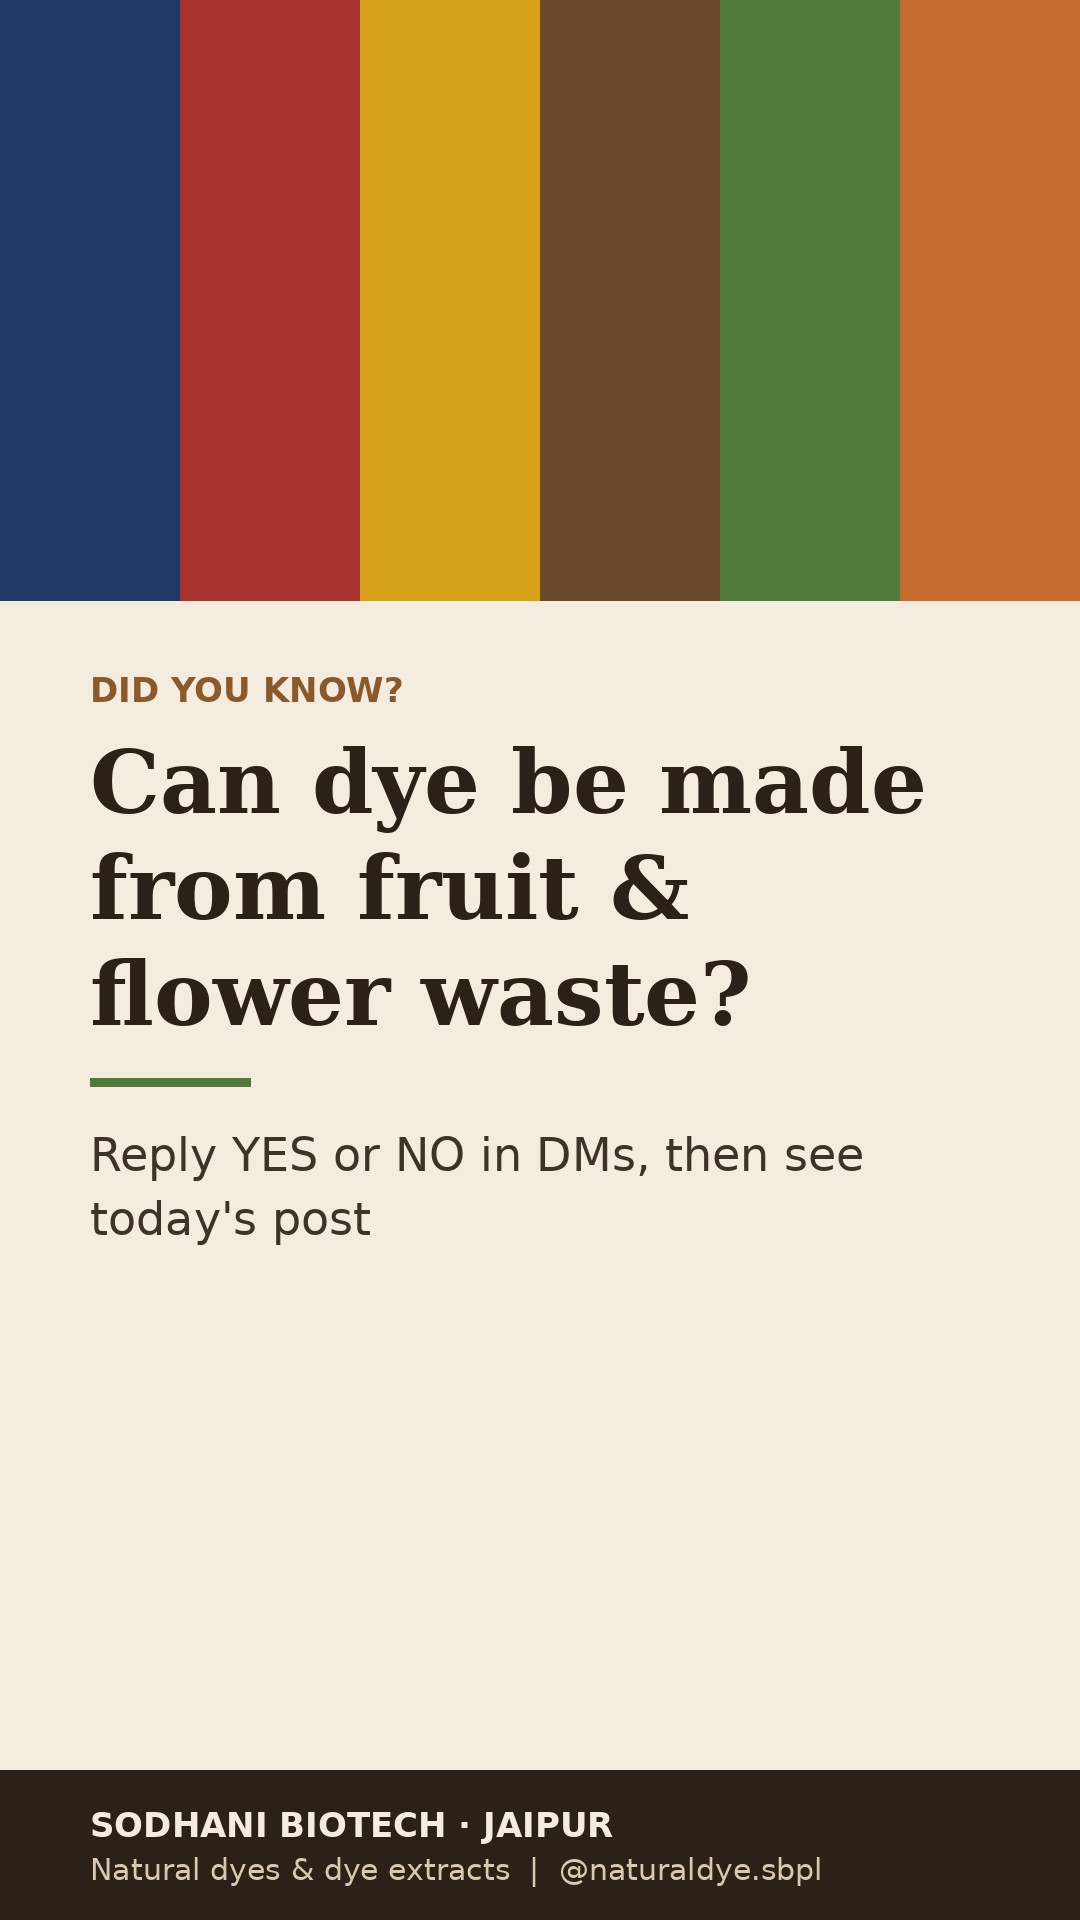 DID YOU KNOW?
Can dye be made
from fruit &
flower waste?
Reply YES or NO in DMs, then see
today's post
SODHANI BIOTECH · JAIPUR
Natural dyes & dye extracts | @naturaldye.sbpl